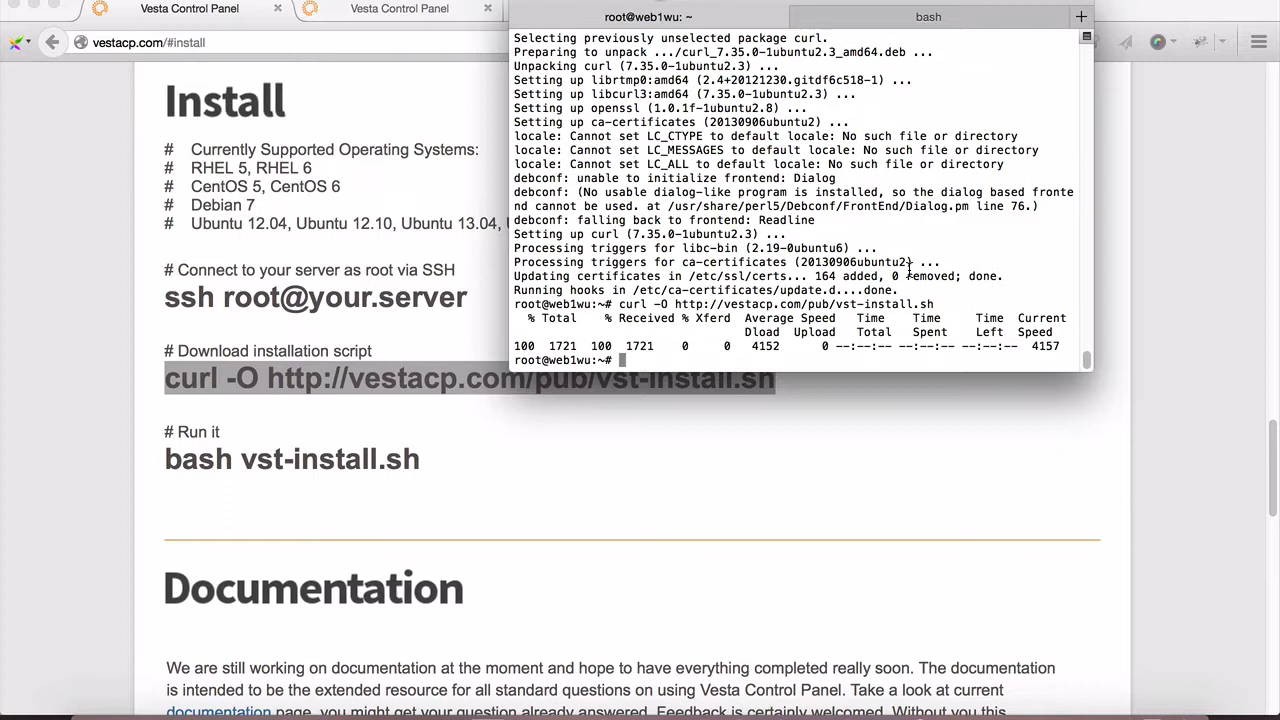 Vesta Control Panel
Vesta Control Panel
vestacp.com/#install
root@web1wu: ~
bash
Selecting previously unselected package curl.
Preparing to unpack .../curl_7.35.0-1ubuntu2.3_amd64.deb ...
Unpacking curl (7.35.0-1ubuntu2.3) ...
Setting up librtmp0:amd64 (2.4+20121230.gitdf6c518-1) ...
Setting up libcurl3:amd64 (7.35.0-1ubuntu2.3) ...
Setting up openssl (1.0.1f-1ubuntu2.8) ...
Setting up ca-certificates (20130906ubuntu2) ...
locale: Cannot set LC_CTYPE to default locale: No such file or directory
locale: Cannot set LC_MESSAGES to default locale: No such file or directory
locale: Cannot set LC_ALL to default locale: No such file or directory
debconf: unable to initialize frontend: Dialog
debconf: (No usable dialog-like program is installed, so the dialog based fronte
nd cannot be used. at /usr/share/perl5/Debconf/FrontEnd/Dialog.pm line 76.)
debconf: falling back to frontend: Readline
Setting up curl (7.35.0-1ubuntu2.3) ...
Processing triggers for libc-bin (2.19-0ubuntu6) ...
Processing triggers for ca-certificates (20130906ubuntu2) ...
Updating certificates in /etc/ssl/certs... 164 added, 0 removed; done.
Running hooks in /etc/ca-certificates/update.d....done.
root@web1wu:~# curl -O http://vestacp.com/pub/vst-install.sh
% Total % Received % Xferd Average Speed Time Time Time Current
Dload Upload Total Spent Left Speed
100 1721 100 1721 0 0 4152 0 --:--:-- --:--:-- --:--:-- 4157
root@web1wu:~#
Install
# Currently Supported Operating Systems:
# RHEL 5, RHEL 6
# CentOS 5, CentOS 6
# Debian 7
# Ubuntu 12.04, Ubuntu 12.10, Ubuntu 13.04,
# Connect to your server as root via SSH
ssh root@your.server
# Download installation script
curl -O http://vestacp.com/pub/vst-install.sh
# Run it
bash vst-install.sh
Documentation
We are still working on documentation at the moment and hope to have everything completed really soon. The documentation
is intended to be the extended resource for all standard questions on using Vesta Control Panel. Take a look at current
documentation page, you might get your question already answered. Feedback is certainly welcomed. Without you this